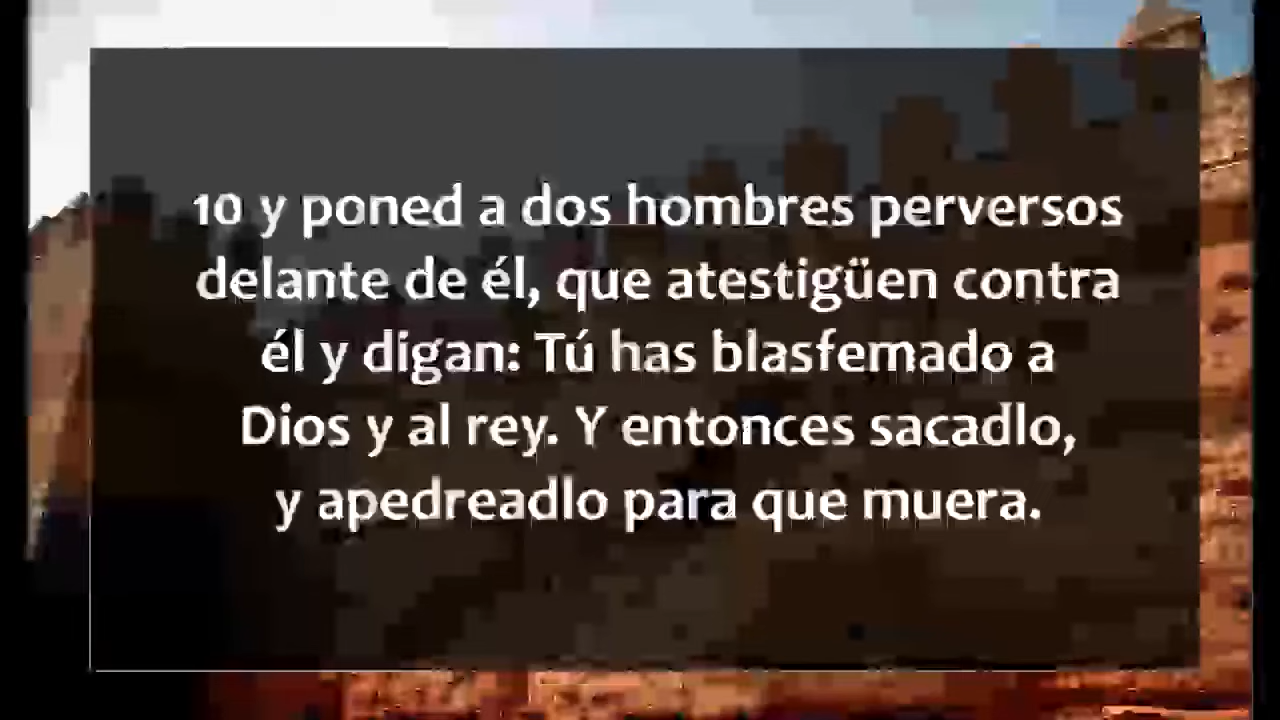 10 y poned a dos hombres perversos
delante de él, que atestigüen contra
él y digan: Tú has blasfemado a
Dios y al rey. Y entonces sacadlo,
y apedreadlo para que muera.